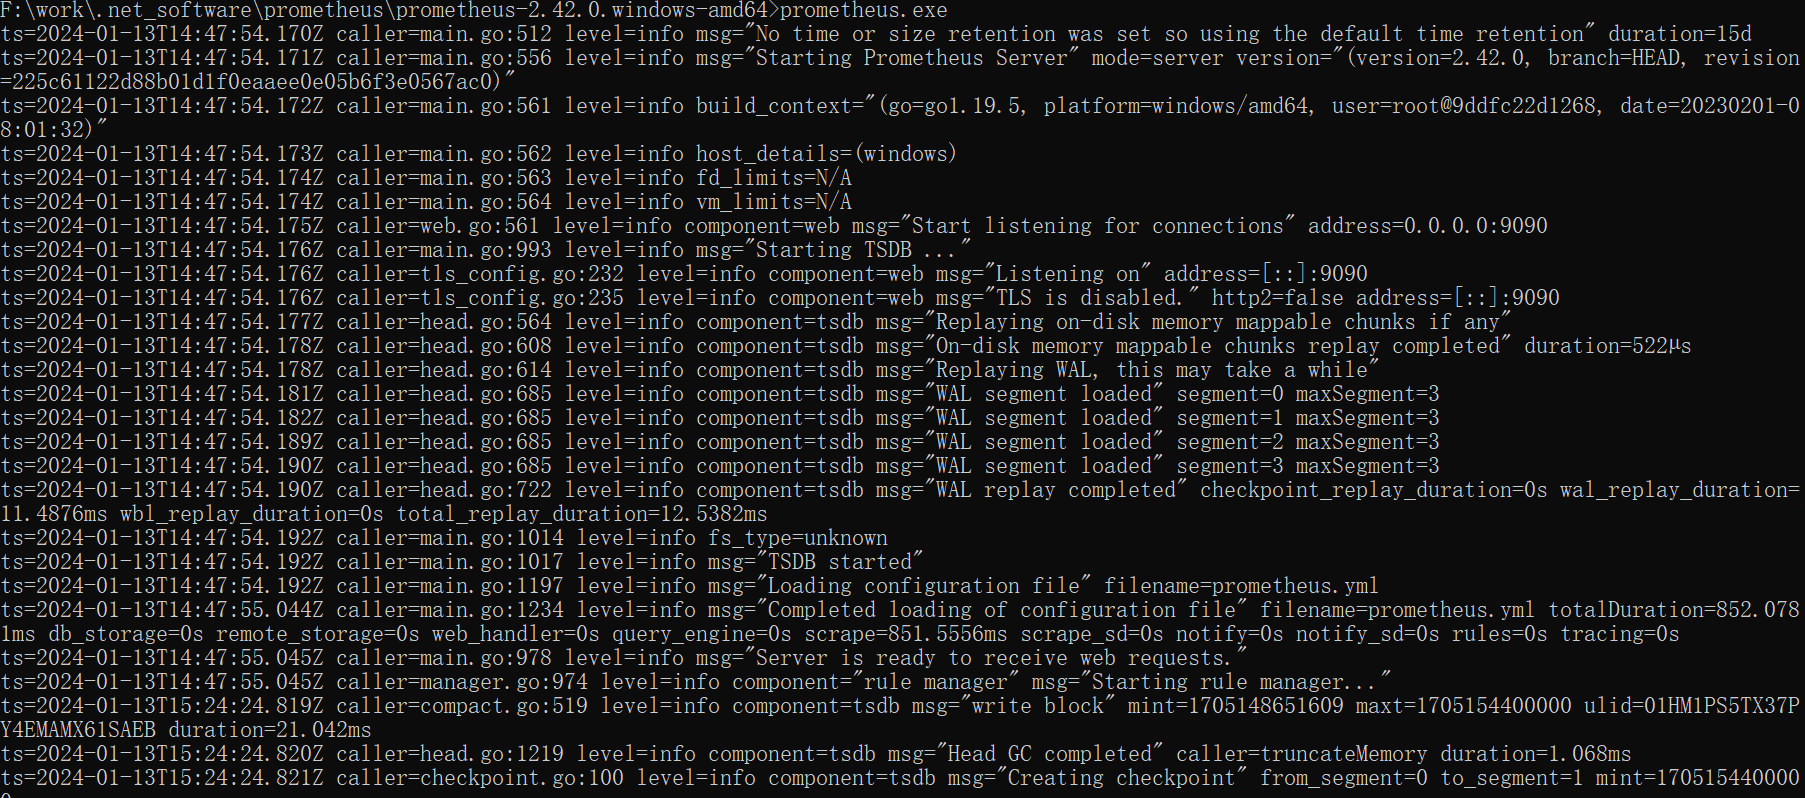 F:\work\.net_software\prometheus\prometheus-2.42.0.windows-amd64>prometheus.exe
ts=2024-01-13T14:47:54.170Z caller=main.go:512 level=info msg="No time or size retention was set so using the default time retention" duration=15d
ts=2024-01-13T14:47:54.171Z caller=main.go:556 level=info msg="Starting Prometheus Server" mode=server version="(version=2.42.0, branch=HEAD, revision
=225c61122d88b01d1f0eaaee0e05b6f3e0567ac0)"
ts=2024-01-13T14:47:54.172Z caller=main.go:561 level=info build_context="(go=go1.19.5, platform=windows/amd64, user=root@9ddfc22d1268, date=20230201-0
8:01:32)"
ts=2024-01-13T14:47:54.173Z caller=main.go:562 level=info host_details=(windows)
ts=2024-01-13T14:47:54.174Z caller=main.go:563 level=info fd_limits=N/A
ts=2024-01-13T14:47:54.174Z caller=main.go:564 level=info vm_limits=N/A
ts=2024-01-13T14:47:54.175Z caller=web.go:561 level=info component=web msg="Start listening for connections" address=0.0.0.0:9090
ts=2024-01-13T14:47:54.176Z caller=main.go:993 level=info msg="Starting TSDB ..."
ts=2024-01-13T14:47:54.176Z caller=tls_config.go:232 level=info component=web msg="Listening on" address=[::]:9090
ts=2024-01-13T14:47:54.176Z caller=tls_config.go:235 level=info component=web msg="TLS is disabled." http2=false address=[::]:9090
ts=2024-01-13T14:47:54.177Z caller=head.go:564 level=info component=tsdb msg="Replaying on-disk memory mappable chunks if any"
ts=2024-01-13T14:47:54.178Z caller=head.go:608 level=info component=tsdb msg="On-disk memory mappable chunks replay completed" duration=522µs
ts=2024-01-13T14:47:54.178Z caller=head.go:614 level=info component=tsdb msg="Replaying WAL, this may take a while"
ts=2024-01-13T14:47:54.181Z caller=head.go:685 level=info component=tsdb msg="WAL segment loaded" segment=0 maxSegment=3
ts=2024-01-13T14:47:54.182Z caller=head.go:685 level=info component=tsdb msg="WAL segment loaded" segment=1 maxSegment=3
ts=2024-01-13T14:47:54.189Z caller=head.go:685 level=info component=tsdb msg="WAL segment loaded" segment=2 maxSegment=3
ts=2024-01-13T14:47:54.190Z caller=head.go:685 level=info component=tsdb msg="WAL segment loaded" segment=3 maxSegment=3
ts=2024-01-13T14:47:54.190Z caller=head.go:722 level=info component=tsdb msg="WAL replay completed" checkpoint_replay_duration=0s wal_replay_duration=
11.4876ms wbl_replay_duration=0s total_replay_duration=12.5382ms
ts=2024-01-13T14:47:54.192Z caller=main.go:1014 level=info fs_type=unknown
ts=2024-01-13T14:47:54.192Z caller=main.go:1017 level=info msg="TSDB started"
ts=2024-01-13T14:47:54.192Z caller=main.go:1197 level=info msg="Loading configuration file" filename=prometheus.yml
ts=2024-01-13T14:47:55.044Z caller=main.go:1234 level=info msg="Completed loading of configuration file" filename=prometheus.yml totalDuration=852.078
1ms db_storage=0s remote_storage=0s web_handler=0s query_engine=0s scrape=851.5556ms scrape_sd=0s notify=0s notify_sd=0s rules=0s tracing=0s
ts=2024-01-13T14:47:55.045Z caller=main.go:978 level=info msg="Server is ready to receive web requests."
ts=2024-01-13T14:47:55.045Z caller=manager.go:974 level=info component="rule manager" msg="Starting rule manager..."
ts=2024-01-13T15:24:24.819Z caller=compact.go:519 level=info component=tsdb msg="write block" mint=1705148651609 maxt=1705154400000 ulid=01HM1PS5TX37P
Y4EMAMX61SAEB duration=21.042ms
ts=2024-01-13T15:24:24.820Z caller=head.go:1219 level=info component=tsdb msg="Head GC completed" caller=truncateMemory duration=1.068ms
ts=2024-01-13T15:24:24.821Z caller=checkpoint.go:100 level=info component=tsdb msg="Creating checkpoint" from_segment=0 to_segment=1 mint=170515440000